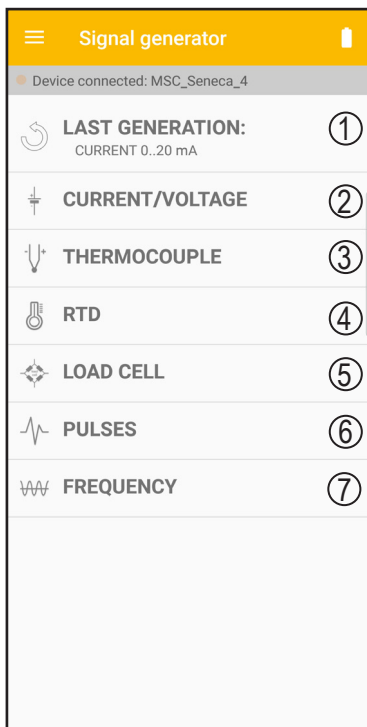 Signal generator
Device connected: MSC_Seneca_4
LAST GENERATION: ①
CURRENT 0..20 mA
CURRENT/VOLTAGE ②
THERMOCOUPLE ③
RTD ④
LOAD CELL ⑤
PULSES ⑥
FREQUENCY ⑦